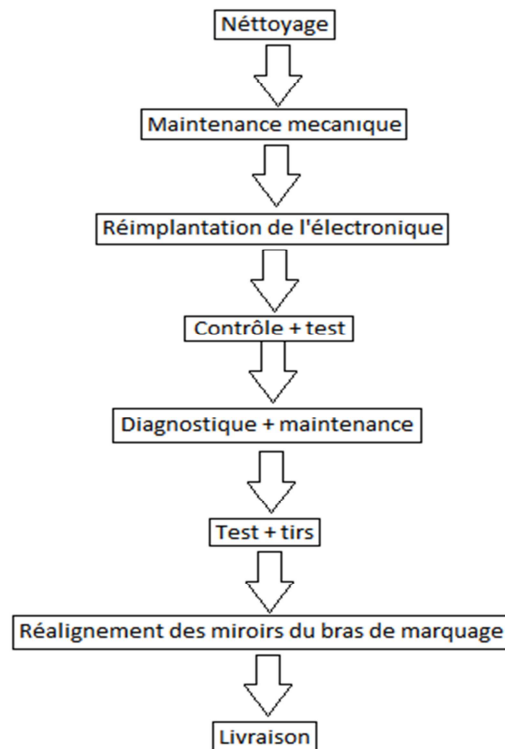 Néttoyage
Maintenance mecanique
Réimplantation de l'électronique
Contrôle + test
Diagnostique + maintenance
Test + tirs
Réalignement des miroirs du bras de marquage
Livraison